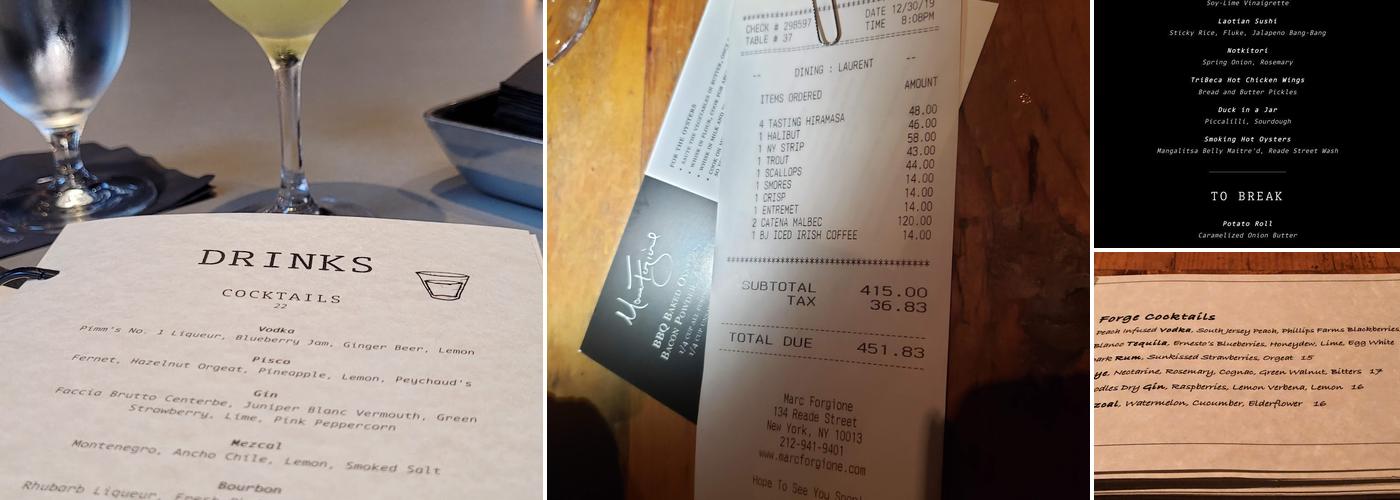 DRINKS
COCKTAILS
22
Vodka
Pimm's No. 1 Liqueur, Blueberry Jam, Ginger Beer, Lemon
Pisco
Fernet, Hazelnut Orgeat, Pineapple, Lemon, Peychaud's
Gin
Faccia Brutto Centerbe, Juniper Blanc Vermouth, Green
Strawberry, Lime, Pink Peppercorn
Mezcal
Montenegro, Ancho Chile, Lemon, Smoked Salt
Bourbon
Rhubarb Liqueur, Fresh
FOR THE OYSTERS
Marc Forgione
BBQ BAKED
BACON POWDER
CHECK # 298597 DATE 12/30/19
TABLE # 37 TIME 8:08PM
-- DINING : LAURENT --
ITEMS ORDERED AMOUNT
4 TASTING HIRAMASA 48.00
1 HALIBUT 46.00
1 NY STRIP 58.00
1 TROUT 43.00
1 SCALLOPS 44.00
1 SMORES 14.00
1 CRISP 14.00
1 ENTREMET 14.00
2 CATENA MALBEC 120.00
1 BJ ICED IRISH COFFEE 14.00
SUBTOTAL 415.00
TAX 36.83
TOTAL DUE 451.83
Marc Forgione
134 Reade Street
New York, NY 10013
212-941-9401
www.marcforgione.com
Hope To See You Soon!
Soy-Lime Vinaigrette
Laotian Sushi
Sticky Rice, Fluke, Jalapeno Bang-Bang
Notkitori
Spring Onion, Rosemary
TriBeca Hot Chicken Wings
Bread and Butter Pickles
Duck in a Jar
Piccalilli, Sourdough
Smoking Hot Oysters
Mangalitsa Belly Maitre'd, Reade Street Wash
TO BREAK
Potato Roll
Caramelized Onion Butter
Forge Cocktails
Peach Infused Vodka, South Jersey Peach, Phillips Farms Blackberries
Blanco Tequila, Ernesto's Blueberries, Honeydew, Lime, Egg White
ark Rum, Sunkissed Strawberries, Orgeat 15
ye, Nectarine, Rosemary, Cognac, Green Walnut, Bitters 17
odles Dry Gin, Raspberries, Lemon Verbena, Lemon 16
zcal, Watermelon, Cucumber, Elderflower 16